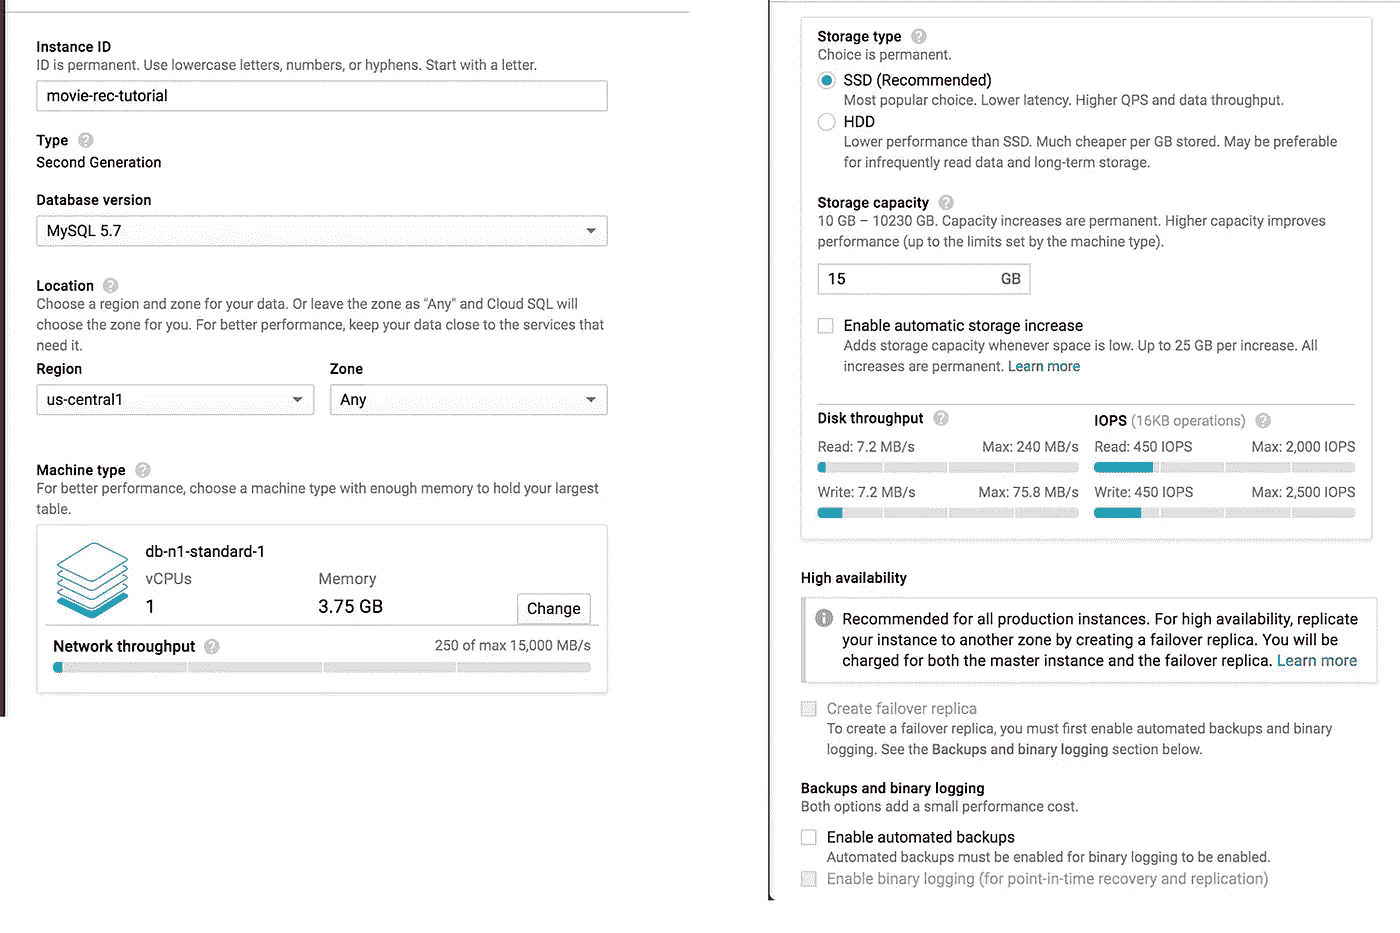 Instance ID
ID is permanent. Use lowercase letters, numbers, or hyphens. Start with a letter.
movie-rec-tutorial
Type
Second Generation
Database version
MySQL 5.7
Location
Choose a region and zone for your data. Or leave the zone as "Any" and Cloud SQL will
choose the zone for you. For better performance, keep your data close to the services that
need it.
Region Zone
us-central1 Any
Machine type
For better performance, choose a machine type with enough memory to hold your largest
table.
db-n1-standard-1
vCPUs Memory
1 3.75 GB Change
Network throughput 250 of max 15,000 MB/s
Storage type
Choice is permanent.
SSD (Recommended)
Most popular choice. Lower latency. Higher QPS and data throughput.
HDD
Lower performance than SSD. Much cheaper per GB stored. May be preferable
for infrequently read data and long-term storage.
Storage capacity
10 GB – 10230 GB. Capacity increases are permanent. Higher capacity improves
performance (up to the limits set by the machine type).
15 GB
Enable automatic storage increase
Adds storage capacity whenever space is low. Up to 25 GB per increase. All
increases are permanent. Learn more
Disk throughput IOPS (16KB operations)
Read: 7.2 MB/s Max: 240 MB/s Read: 450 IOPS Max: 2,000 IOPS
Write: 7.2 MB/s Max: 75.8 MB/s Write: 450 IOPS Max: 2,500 IOPS
High availability
Recommended for all production instances. For high availability, replicate
your instance to another zone by creating a failover replica. You will be
charged for both the master instance and the failover replica. Learn more
Create failover replica
To create a failover replica, you must first enable automated backups and binary
logging. See the Backups and binary logging section below.
Backups and binary logging
Both options add a small performance cost.
Enable automated backups
Automated backups must be enabled for binary logging to be enabled.
Enable binary logging (for point-in-time recovery and replication)